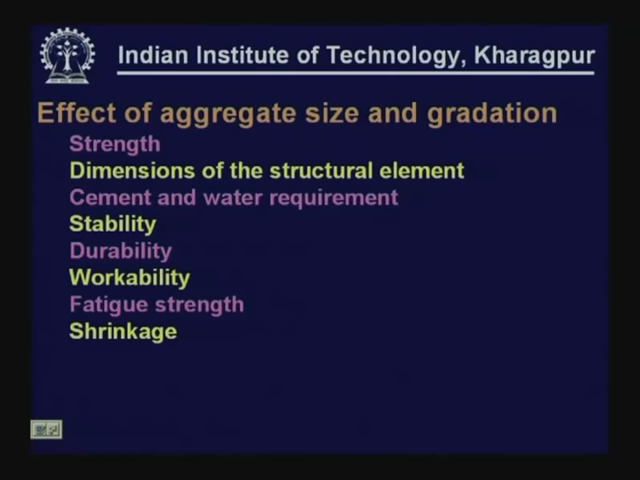 Indian Institute of Technology, Kharagpur
Effect of aggregate size and gradation
Strength
Dimensions of the structural element
Cement and water requirement
Stability
Durability
Workability
Fatigue strength
Shrinkage